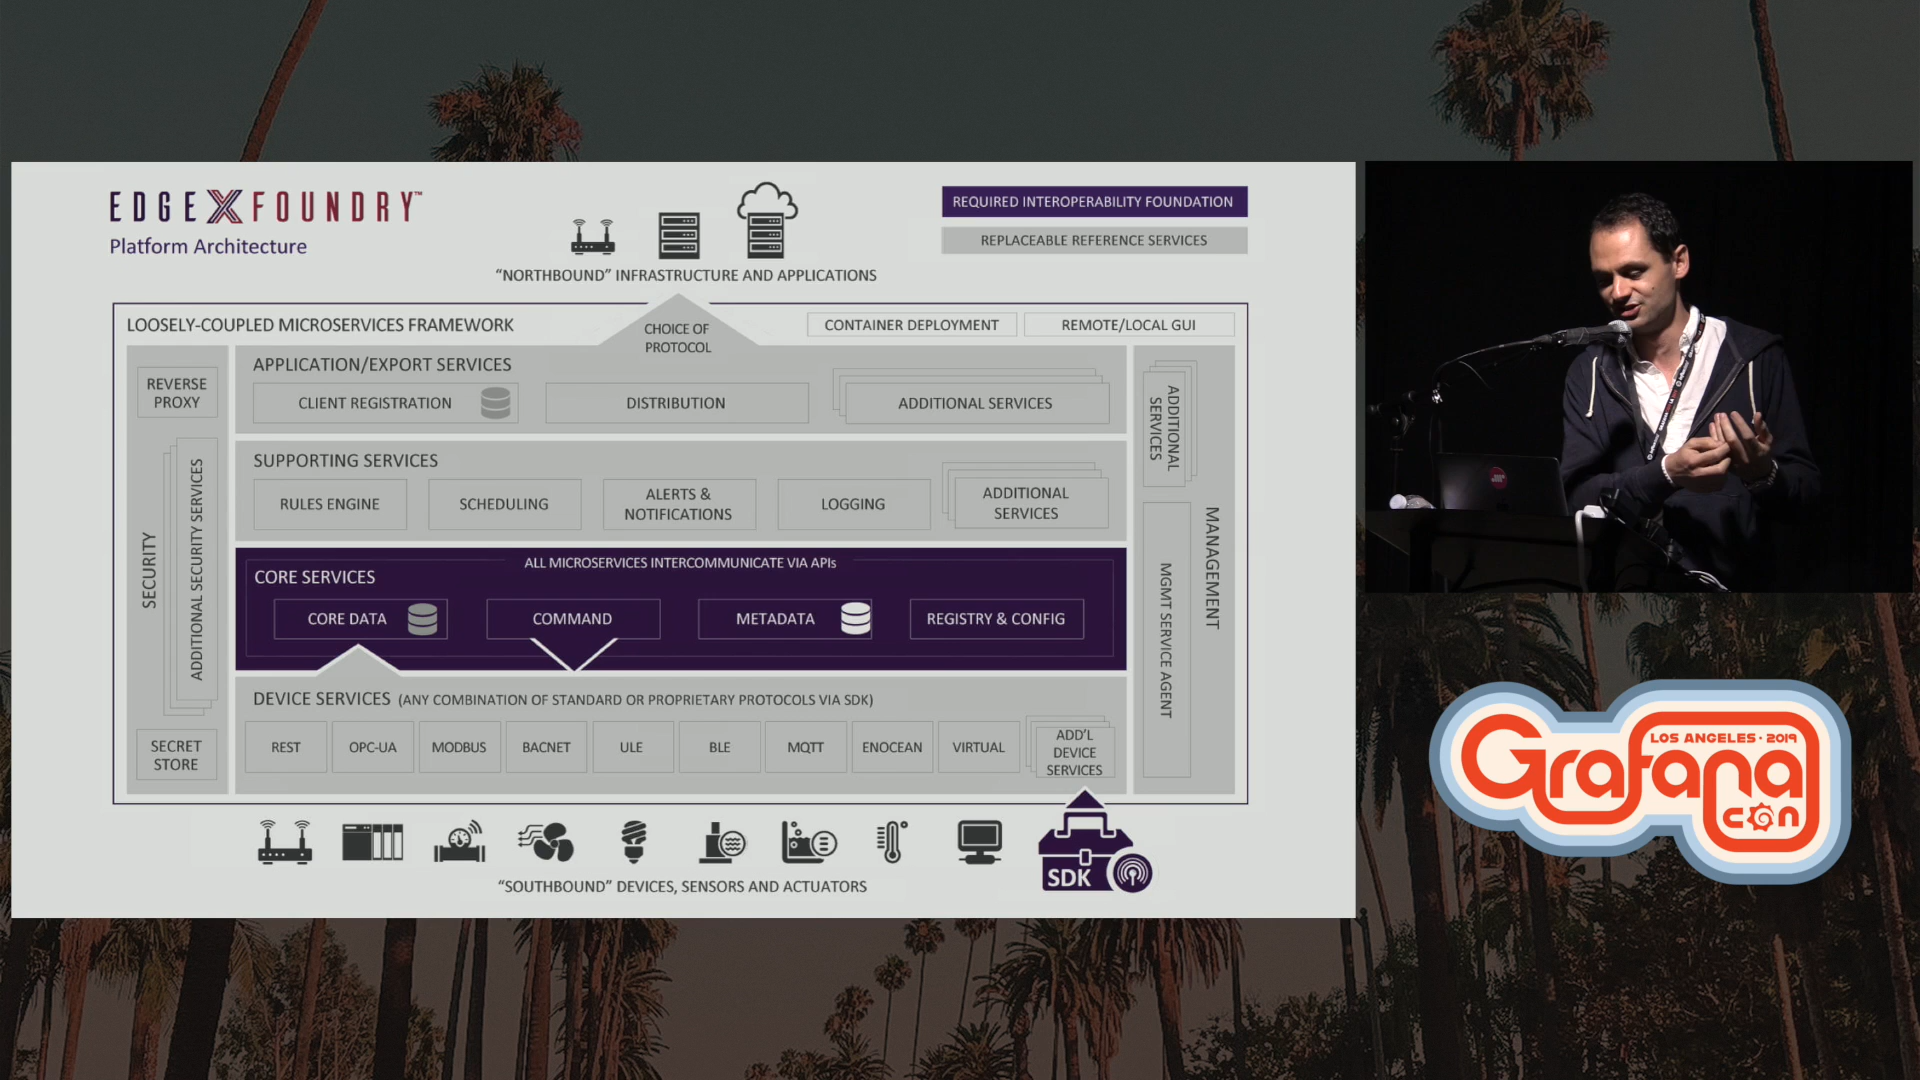 EDGE X FOUNDRY™
Platform Architecture
REQUIRED INTEROPERABILITY FOUNDATION
REPLACEABLE REFERENCE SERVICES
"NORTHBOUND" INFRASTRUCTURE AND APPLICATIONS
LOOSELY-COUPLED MICROSERVICES FRAMEWORK
CHOICE OF
PROTOCOL
CONTAINER DEPLOYMENT
REMOTE/LOCAL GUI
REVERSE
PROXY
SECURITY
ADDITIONAL SECURITY SERVICES
SECRET
STORE
APPLICATION/EXPORT SERVICES
CLIENT REGISTRATION
DISTRIBUTION
ADDITIONAL SERVICES
SUPPORTING SERVICES
RULES ENGINE
SCHEDULING
ALERTS &
NOTIFICATIONS
LOGGING
ADDITIONAL
SERVICES
ALL MICROSERVICES INTERCOMMUNICATE VIA APIs
CORE SERVICES
CORE DATA
COMMAND
METADATA
REGISTRY & CONFIG
DEVICE SERVICES (ANY COMBINATION OF STANDARD OR PROPRIETARY PROTOCOLS VIA SDK)
REST
OPC-UA
MODBUS
BACNET
ULE
BLE
MQTT
ENOCEAN
VIRTUAL
ADD'L
DEVICE
SERVICES
ADDITIONAL
SERVICES
MGMT SERVICE AGENT
MANAGEMENT
SDK
"SOUTHBOUND" DEVICES, SENSORS AND ACTUATORS
LOS ANGELES · 2019
Grafana
con